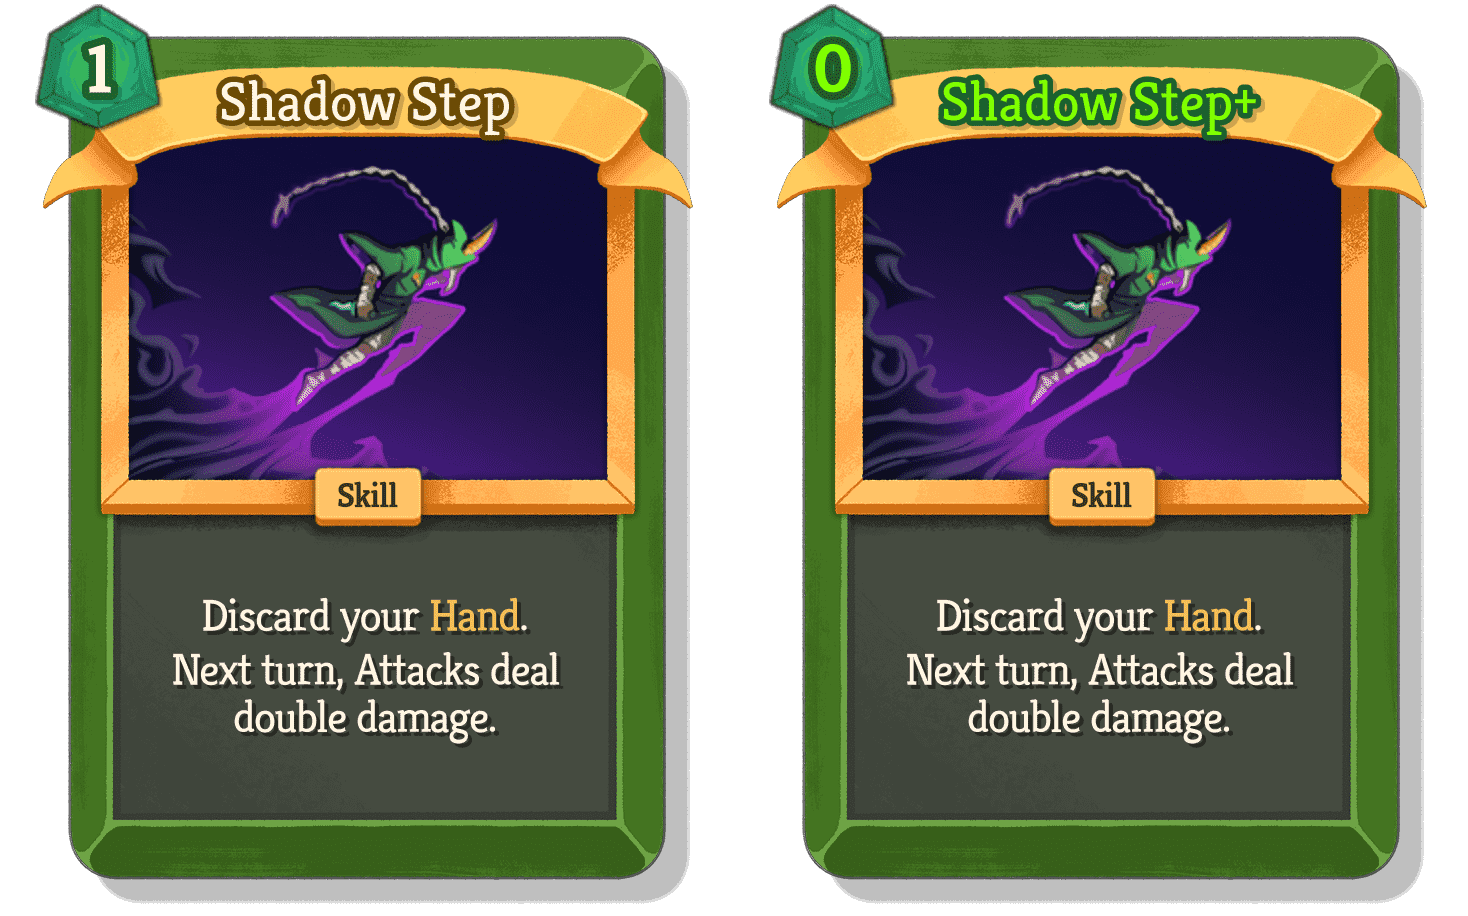 1
Shadow Step
Skill
Discard your Hand.
Next turn, Attacks deal
double damage.
0
Shadow Step+
Skill
Discard your Hand.
Next turn, Attacks deal
double damage.